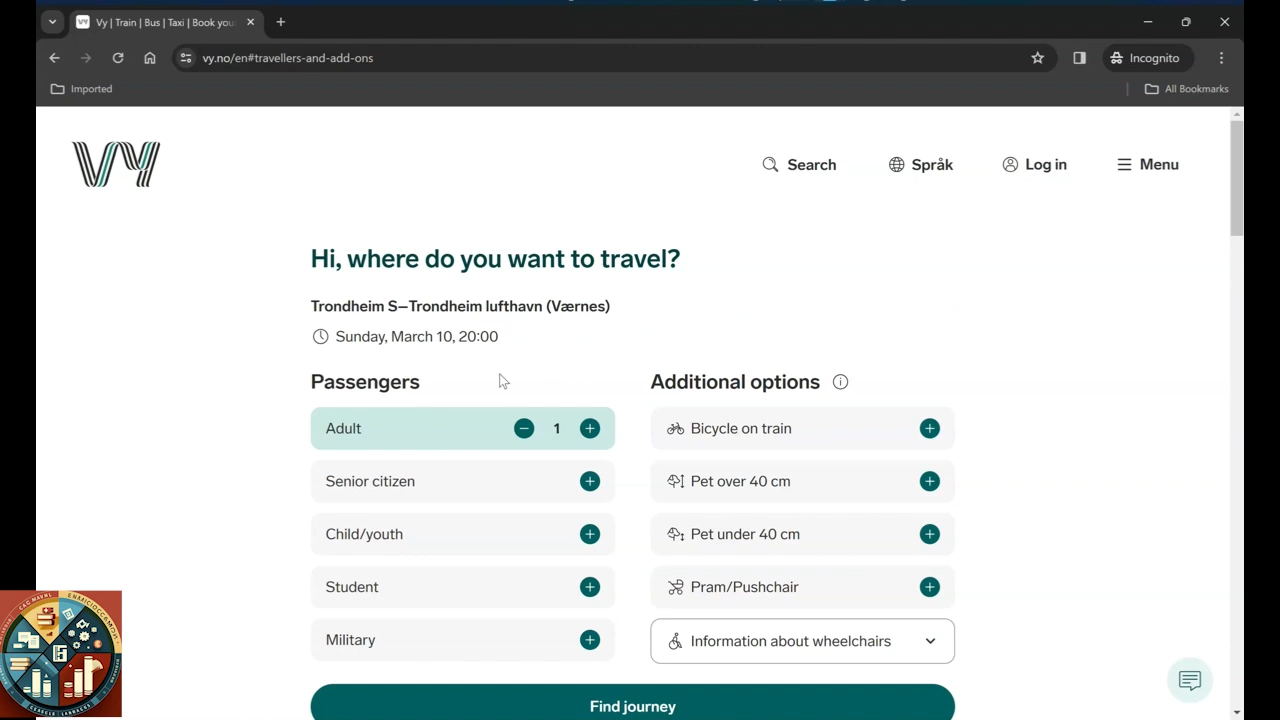 Vy | Train | Bus | Taxi | Book you
vy.no/en#travellers-and-add-ons
Incognito
Imported
All Bookmarks
VY
Search
Språk
Log in
Menu
Hi, where do you want to travel?
Trondheim S–Trondheim lufthavn (Værnes)
Sunday, March 10, 20:00
Passengers
Additional options
Adult
1
Bicycle on train
Senior citizen
Pet over 40 cm
Child/youth
Pet under 40 cm
Student
Pram/Pushchair
Military
Information about wheelchairs
Find journey